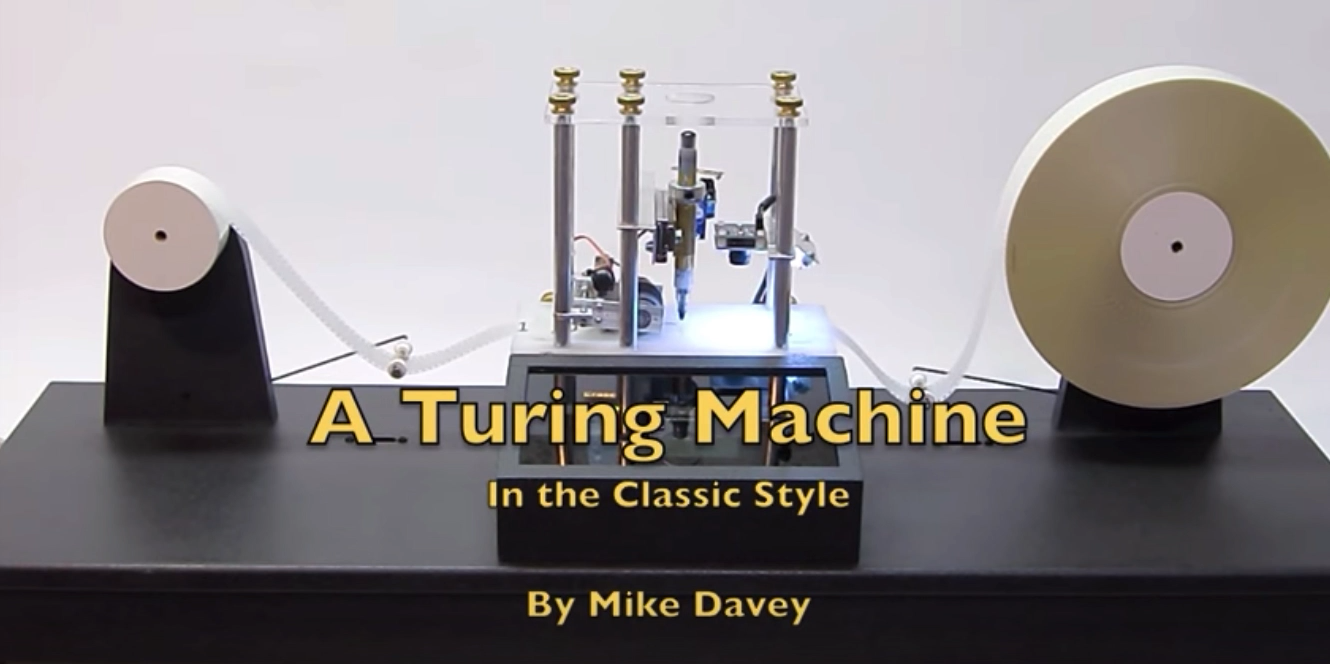 A Turing Machine
In the Classic Style
By Mike Davey